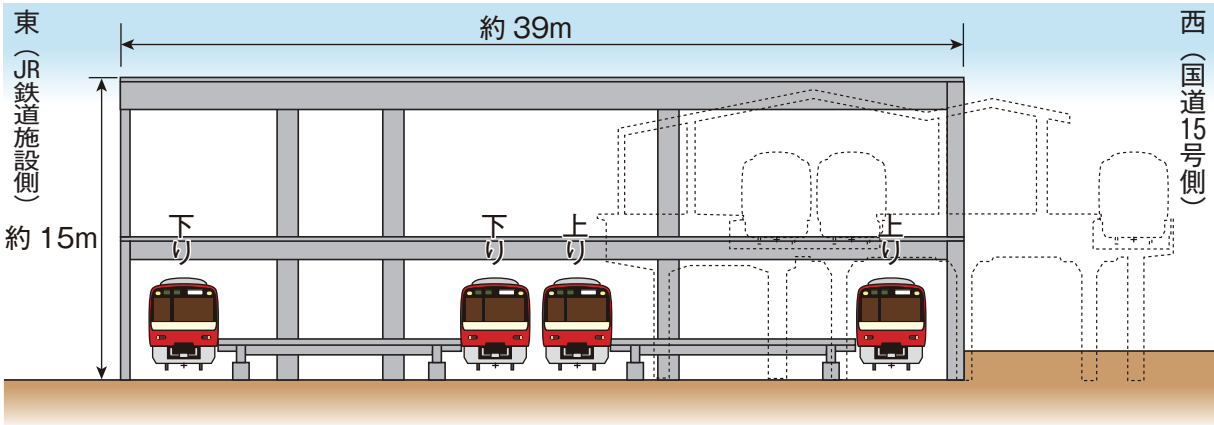 東（JR鉄道施設側）
約 39m
西（国道15号側）
約 15m
下り
下り
上り
上り